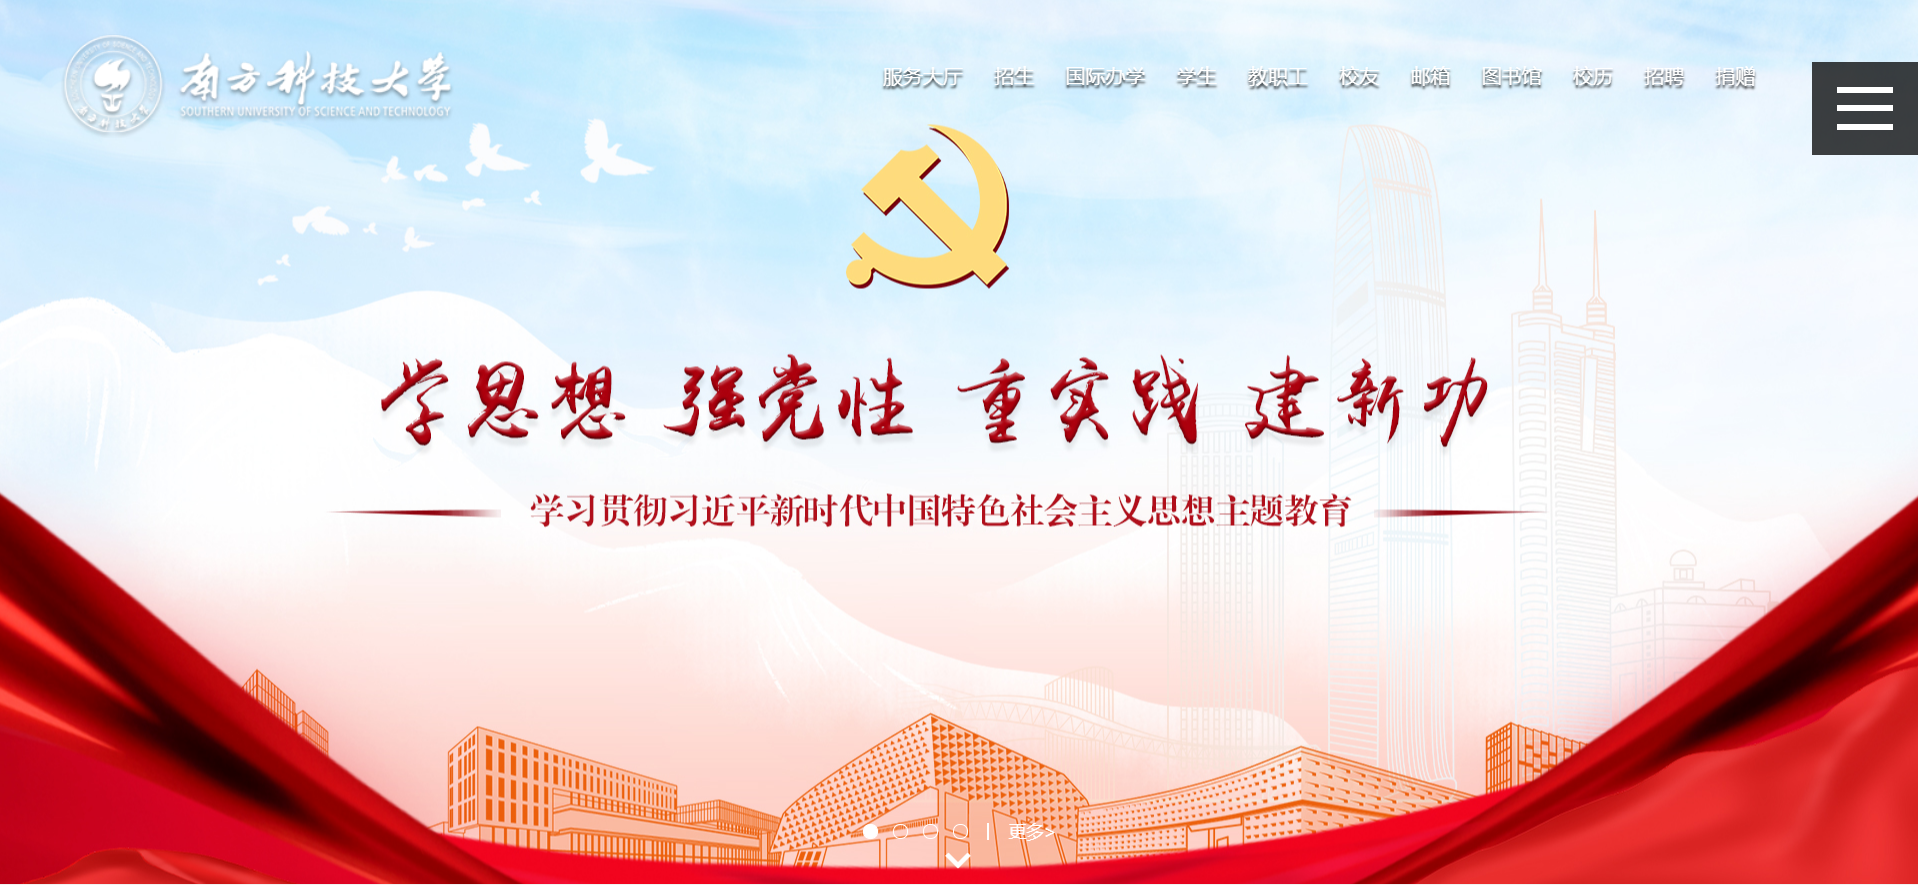 南方科技大学
SOUTHERN UNIVERSITY OF SCIENCE AND TECHNOLOGY
服务大厅 招生 国际办学 学生 教职工 校友 邮箱 图书馆 校历 招聘 捐赠
学思想 强党性 重实践 建新功
学习贯彻习近平新时代中国特色社会主义思想主题教育
更多>